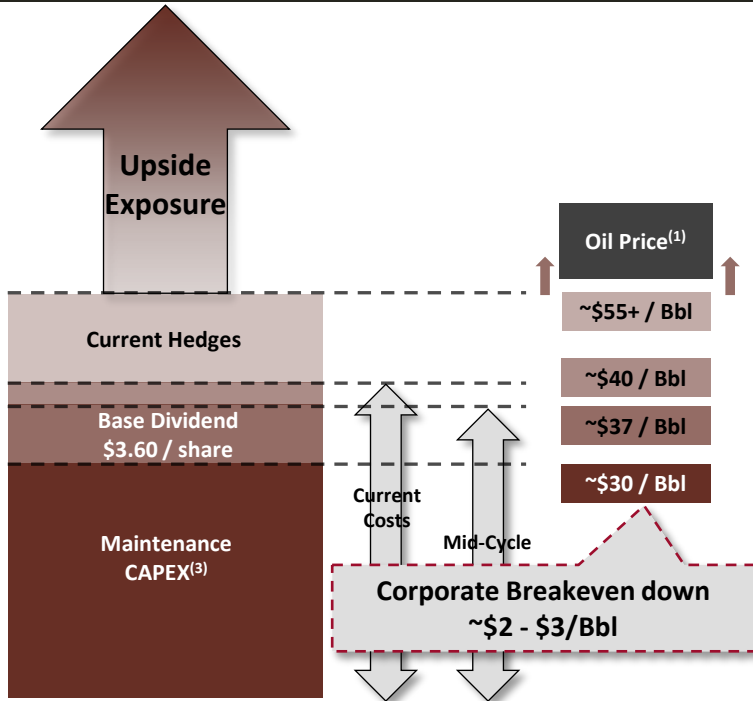 Upside
Exposure
Oil Price(1)
~$55+ / Bbl
Current Hedges
~$40 / Bbl
Base Dividend
$3.60 / share
~$37 / Bbl
~$30 / Bbl
Current
Costs
Mid-Cycle
Maintenance
CAPEX(3)
Corporate Breakeven down
~$2 - $3/Bbl